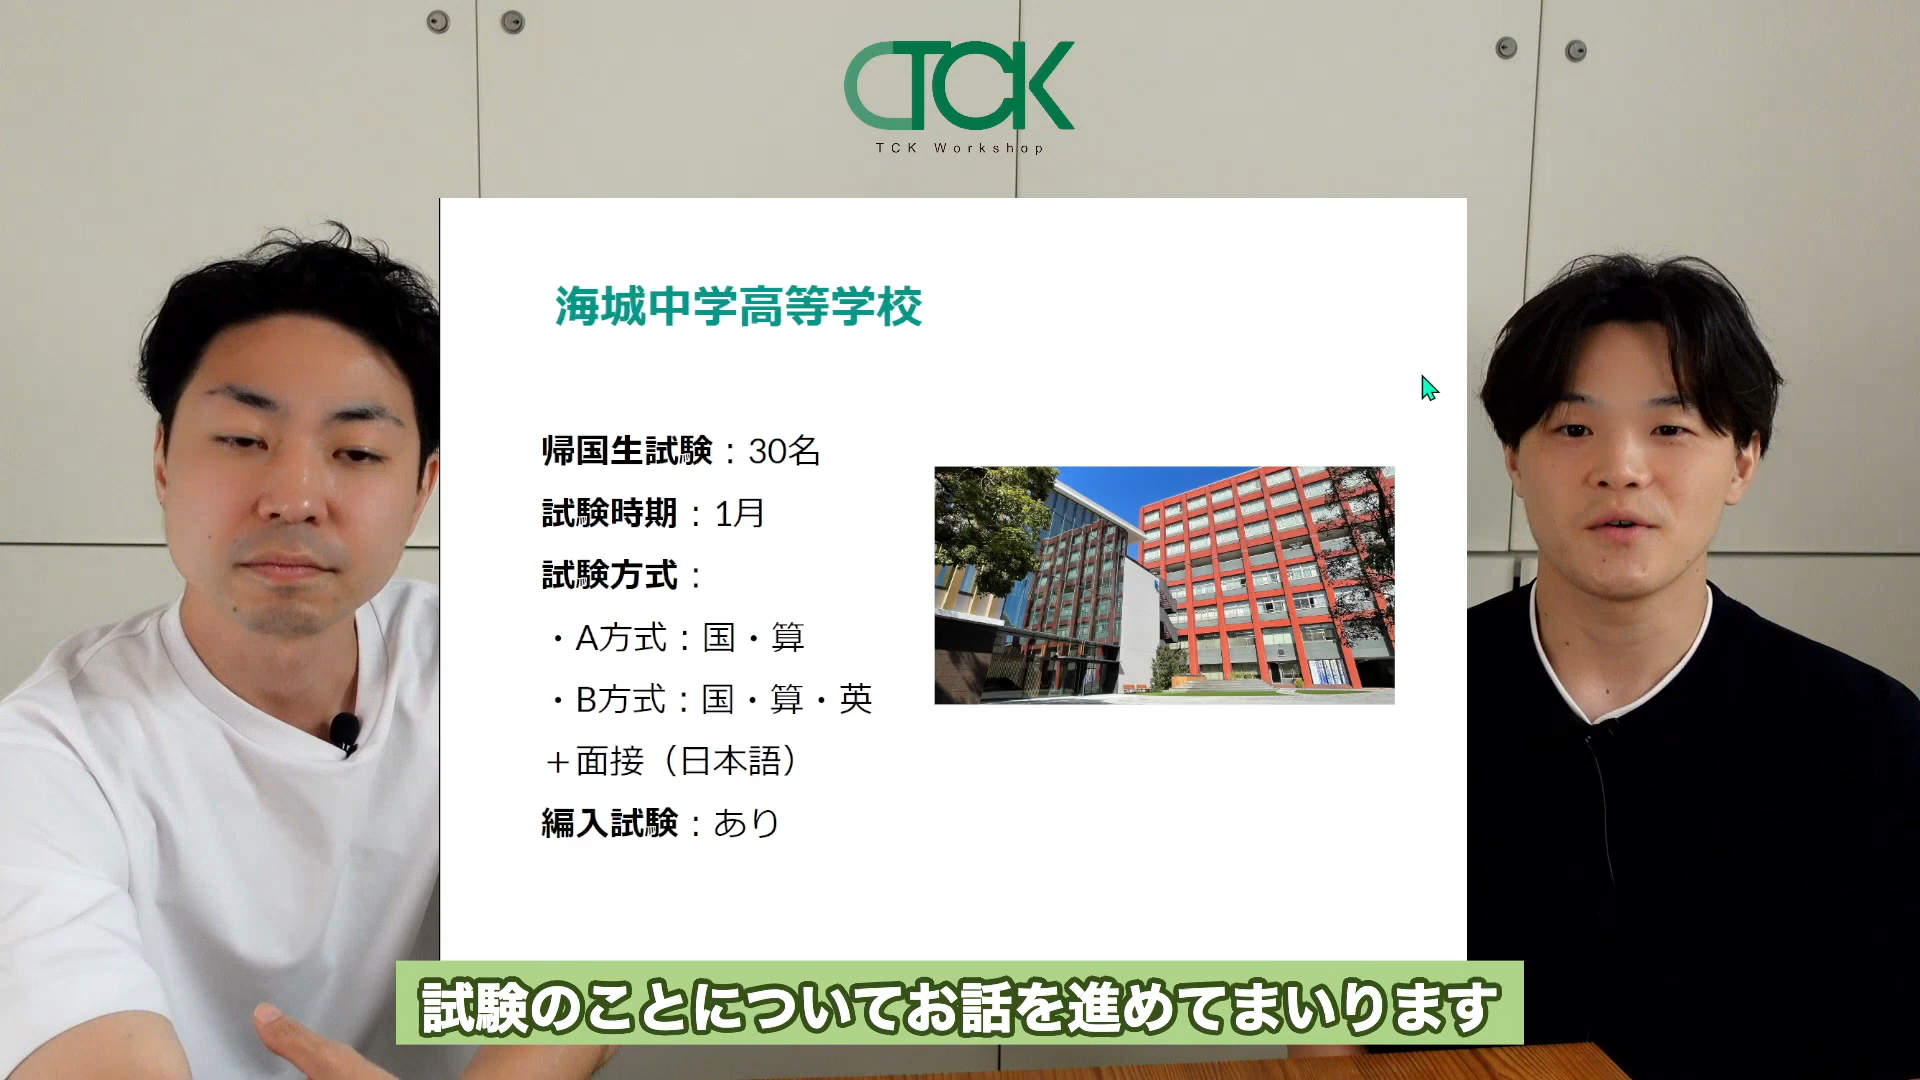 TCK
TCK Workshop
海城中学高等学校
帰国生試験：30名
試験時期：1月
試験方式：
・A方式：国・算
・B方式：国・算・英
＋面接（日本語）
編入試験：あり
試験のことについてお話を進めてまいります